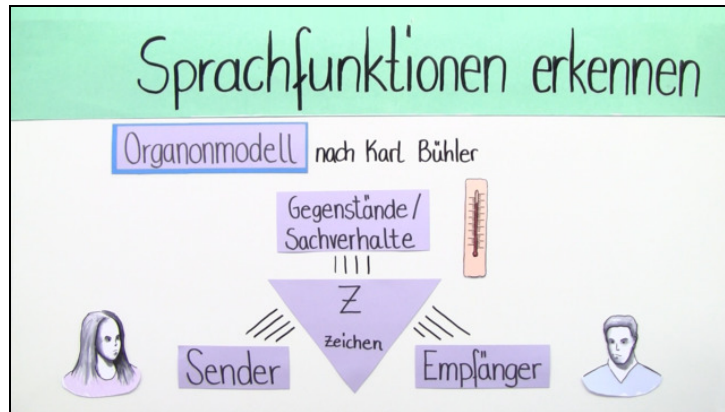 Sprachfunktionen erkennen
Organonmodell nach Karl Bühler
Gegenstände/
Sachverhalte
Z
zeichen
Sender
Empfänger